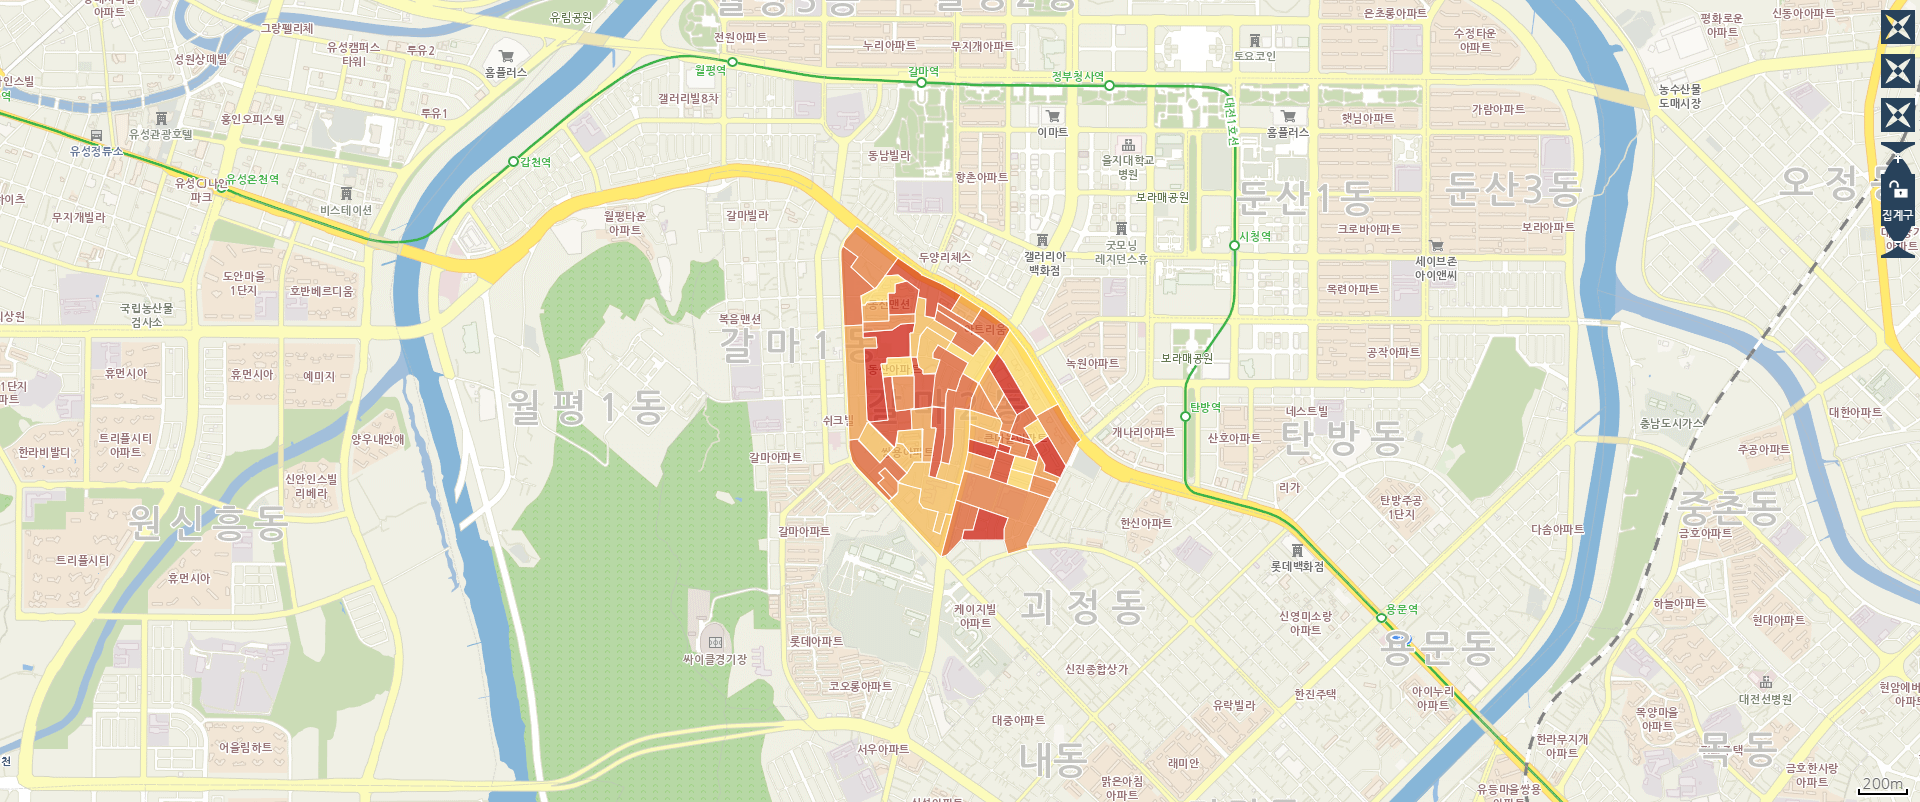 아파트
그랑펠리체
유림공원
월평3동
월평2동
은초롱아파트
평화로운
아파트
신동아아파트
성원상떼빌
유성캠퍼스
타워I
투유2
홈플러스
전원아파트
누리아파트
무지개아파트
토요코인
수정타운
아파트
월평역
갈마역
정부청사역
농수산물
도매시장
갤러리빌8차
대전1호선
가람아파트
햇님아파트
투유1
홍인오피스텔
유성관광호텔
유성정류소
이마트
홈플러스
갑천역
동남빌라
을지대학교
병원
유성온천역
파크
비스테이션
향촌아파트
보라매공원
둔산1동
둔산3동
오정동
집계구
무지개빌라
월평타운
아파트
갈마빌라
굿모닝
레지던스휴
시청역
크로바아파트
보라아파트
두양리체스
갤러리아
백화점
세이브존
아이앤씨
도안마을
1단지
호반베르디움
목련아파트
국립농산물
검사소
복음맨션
갈마1동
녹원아파트
보라매공원
공작아파트
휴먼시아
휴먼시아
예미지
1단지
월평1동
갈마2동
쉬크빌
탄방역
네스트빌
대한아파트
충남도시가스
한라비발디
트리플시티
아파트
양우내안애
갈마아파트
개나리아파트
산호아파트
탄방동
주공아파트
신안인스빌
리베라
리가
탄방주공
1단지
원신흥동
갈마아파트
한신아파트
다솜아파트
중촌동
금호아파트
트리플시티
휴먼시아
롯데백화점
케이지빌
아파트
괴정동
신영미소랑
아파트
용문역
하늘아파트
현대아파트
롯데아파트
싸이클경기장
용문동
신진종합상가
코오롱아파트
한진주택
아이누리
아파트
대전선병원
유락빌라
대중아파트
목양마을
아파트
어울림하트
서우아파트
내동
래미안
맑은아침
아파트
한라무지개
아파트
목동
금호한사랑
아파트
유등마을쌍용
200m